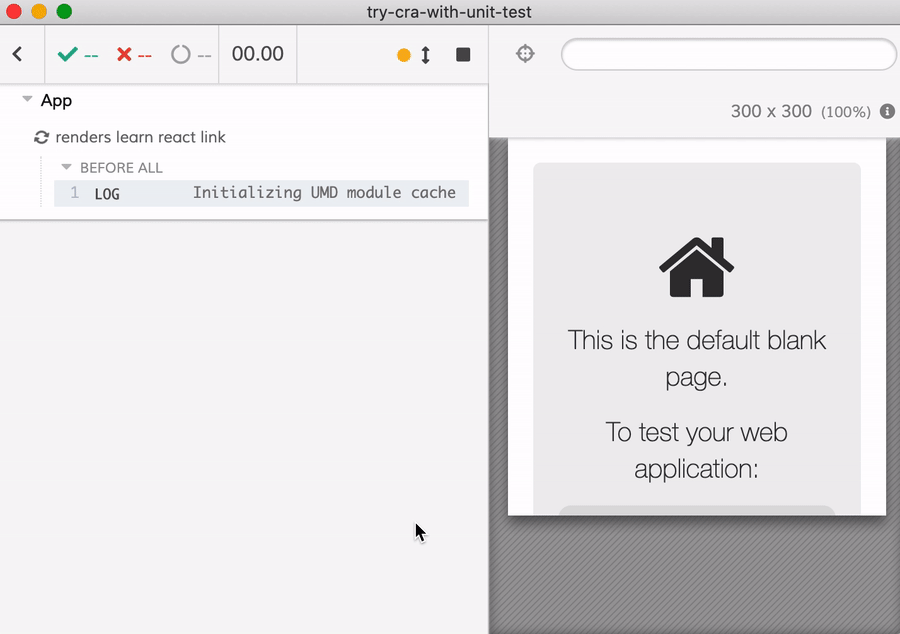 try-cra-with-unit-test
-- -- -- 00.00
300 x 300 (100%)
App
renders learn react link
BEFORE ALL
1 LOG Initializing UMD module cache
This is the default blank
page.
To test your web
application: